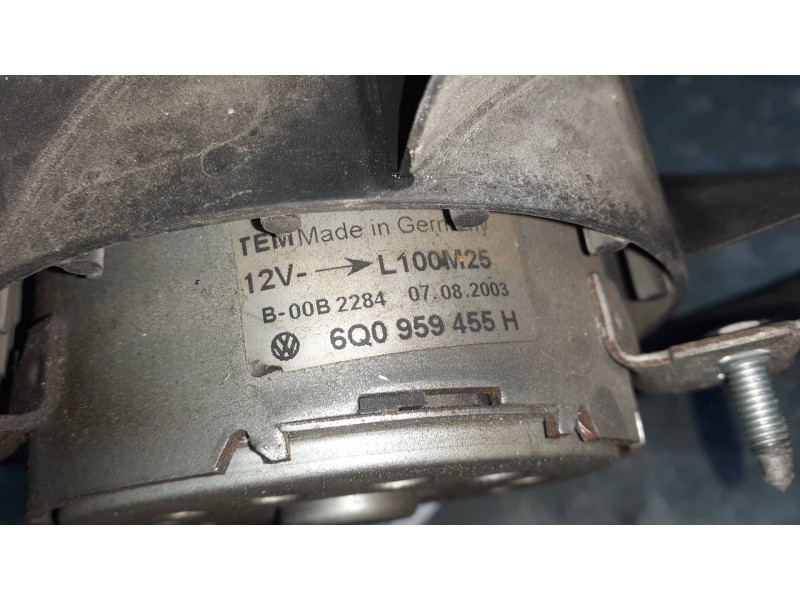 TEM Made in Germany
12V- → L100M25
B-00B 2284 07.08.2003
6Q0 959 455 H